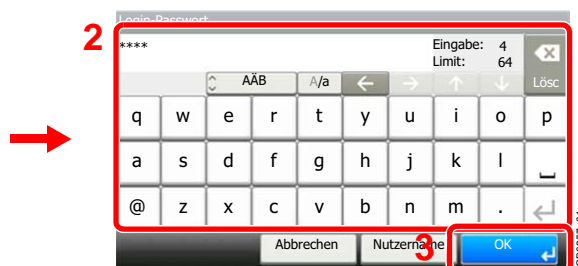 Login-Passwort
2
**** Eingabe: 4
Limit: 64
AÄB A/a ← → ↑ ↓ Lösc
q w e r t y u i o p
a s d f g h j k l
@ z x c v b n m .
3
Abbrechen Nutzername OK